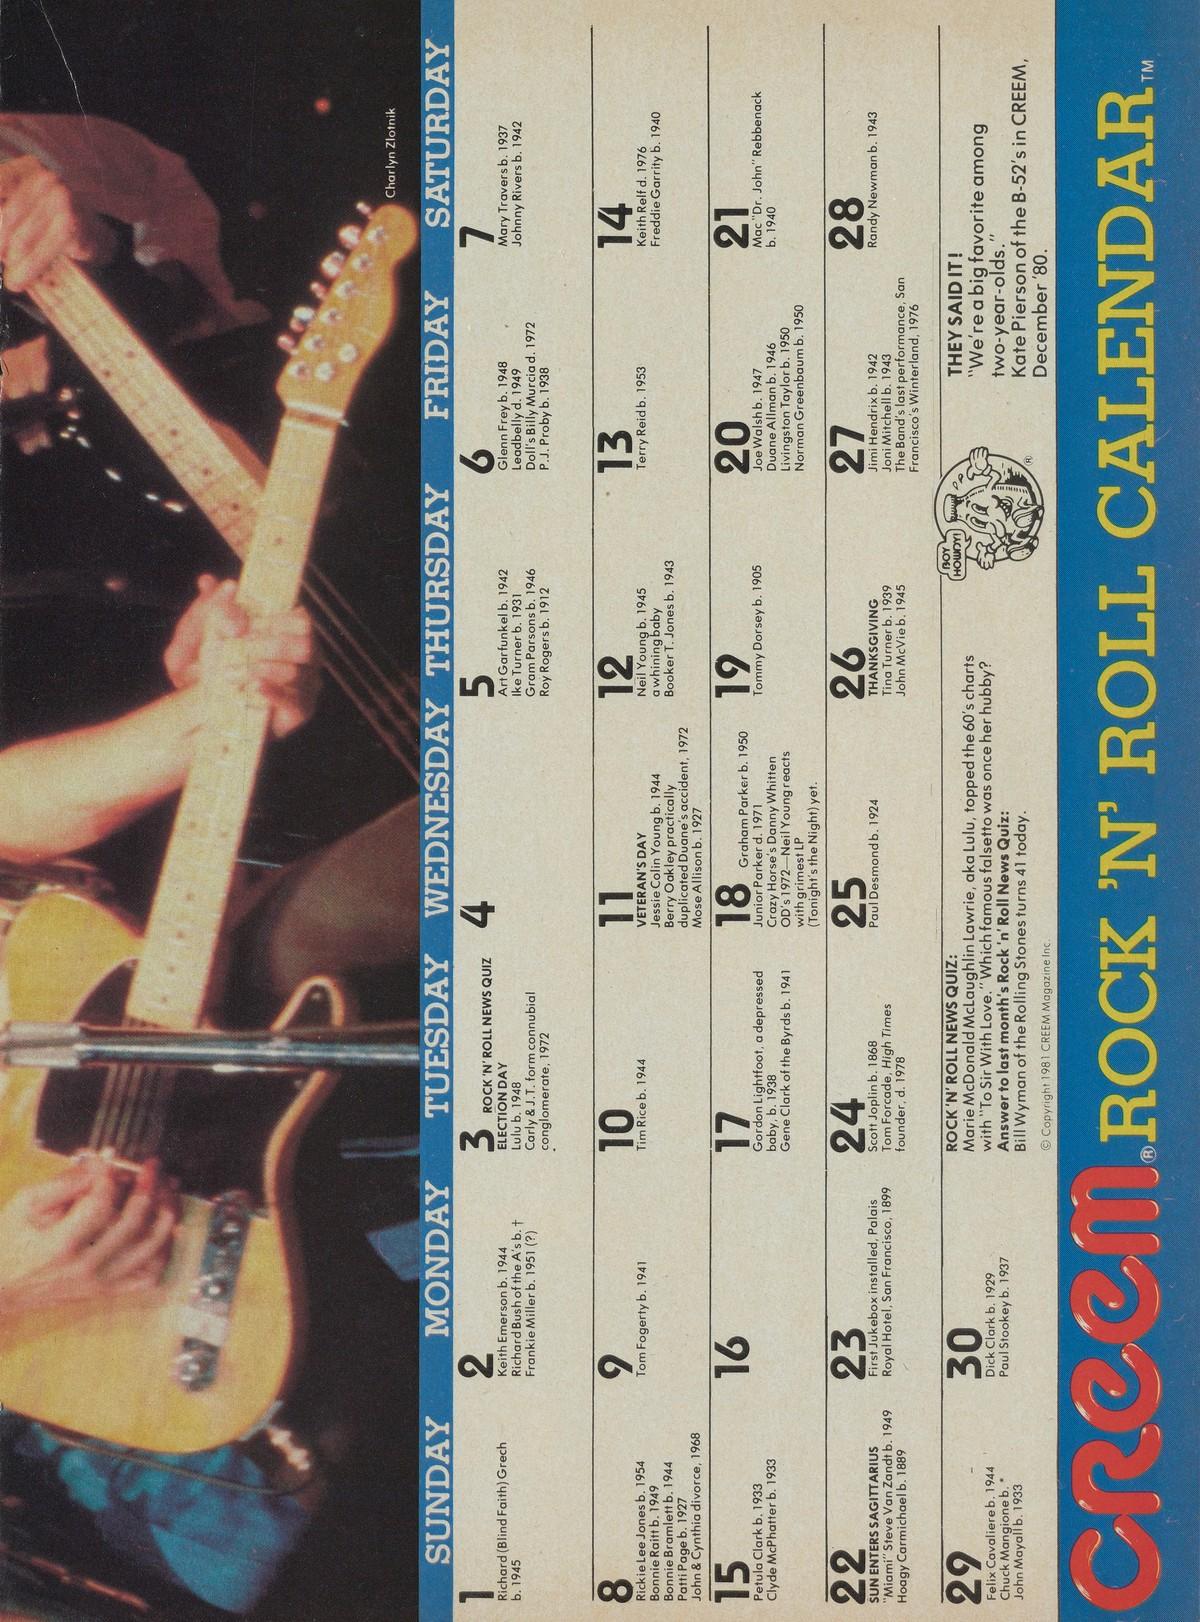 Charlyn Zlotnik
SUNDAY MONDAY TUESDAY WEDNESDAY THURSDAY FRIDAY SATURDAY
1
Richard (Blind Faith) Grech
b. 1945
2
Keith Emerson b. 1944
Richard Bush of the A's b. †
Frankie Miller b. 1951 (?)
3 ROCK 'N' ROLL NEWS QUIZ
ELECTION DAY
Lulu b. 1948
Carly & J.T. form connubial
conglomerate, 1972
4
5
Art Garfunkel b. 1942
Ike Turner b. 1931
Gram Parsons b. 1946
Roy Rogers b. 1912
6
Glenn Frey b. 1948
Leadbelly d. 1949
Doll's Billy Murcia d. 1972
P.J. Proby b. 1938
7
Mary Travers b. 1937
Johnny Rivers b. 1942
8
Rickie Lee Jones b. 1954
Bonnie Raitt b. 1949
Bonnie Bramlett b. 1944
Patti Page b. 1927
John & Cynthia divorce, 1968
9
Tom Fogerty b. 1941
10
Tim Rice b. 1944
11
VETERAN'S DAY
Jessie Colin Young b. 1944
Berry Oakley practically
duplicated Duane's accident, 1972
Mose Allison b. 1927
12
Neil Young b. 1945
a whining baby
Booker T. Jones b. 1943
13
Terry Reid b. 1953
14
Keith Relf d. 1976
Freddie Garrity b. 1940
15
Petula Clark b. 1933
Clyde McPhatter b. 1933
16
17
Gordon Lightfoot, a depressed
baby, b. 1938
Gene Clark of the Byrds b. 1941
18 Graham Parker b. 1950
Junior Parker d. 1971
Crazy Horse's Danny Whitten
OD's 1972—Neil Young reacts
with grimest LP
(Tonight's the Night) yet.
19
Tommy Dorsey b. 1905
20
Joe Walsh b. 1947
Duane Allman b. 1946
Livingston Taylor b. 1950
Norman Greenbaum b. 1950
21
Mac "Dr. John" Rebbenack
b. 1940
22
SUN ENTERS SAGITTARIUS
"Miami" Steve Van Zandt b. 1949
Hoagy Carmichael b. 1889
23
First Jukebox installed, Palais
Royal Hotel, San Francisco, 1899
24
Scott Joplin b. 1868
Tom Forcade, High Times
founder, d. 1978
25
Paul Desmond b. 1924
26
THANKSGIVING
Tina Turner b. 1939
John McVie b. 1945
27
Jimi Hendrix b. 1942
Joni Mitchell b. 1943
The Band's last performance, San
Francisco's Winterland, 1976
28
Randy Newman b. 1943
29
Felix Cavaliere b. 1944
Chuck Mangione b. *
John Mayall b. 1933
30
Dick Clark b. 1929
Paul Stookey b. 1937
ROCK 'N' ROLL NEWS QUIZ:
Marie McDonald McLaughlin Lawrie, aka Lulu, topped the 60's charts
with "To Sir With Love." Which famous falsetto was once her hubby?
Answer to last month's Rock 'n' Roll News Quiz:
Bill Wyman of the Rolling Stones turns 41 today.
© Copyright 1981 CREEM Magazine Inc.
BOY
HOWDY!
®
THEY SAID IT!
"We're a big favorite among
two-year-olds."
Kate Pierson of the B-52's in CREEM,
December '80.
CREEM® ROCK 'N' ROLL CALENDAR™